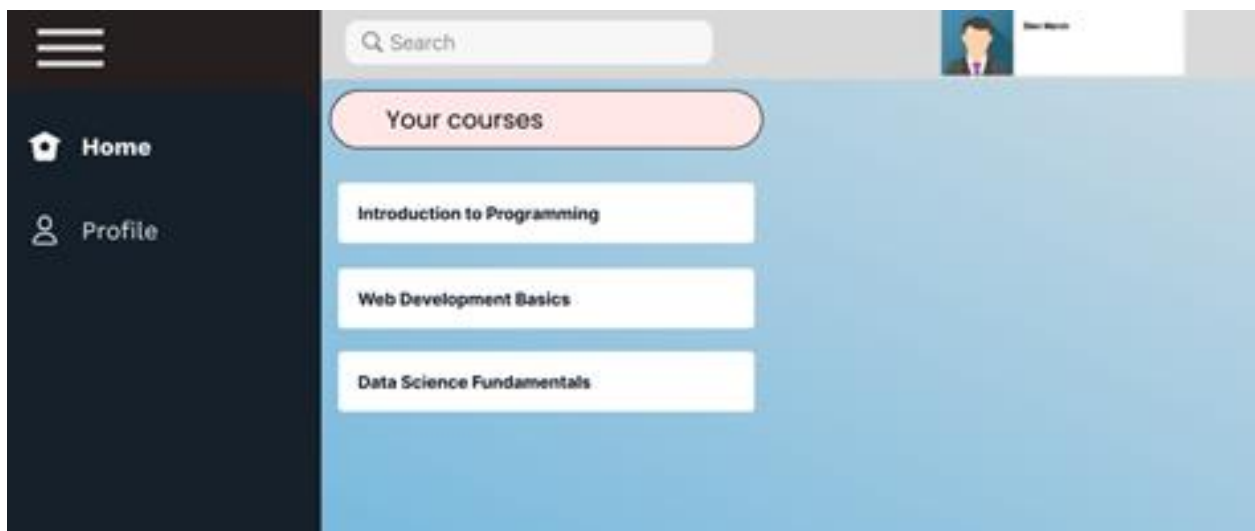 Search
Your courses
Home
Introduction to Programming
Profile
Web Development Basics
Data Science Fundamentals